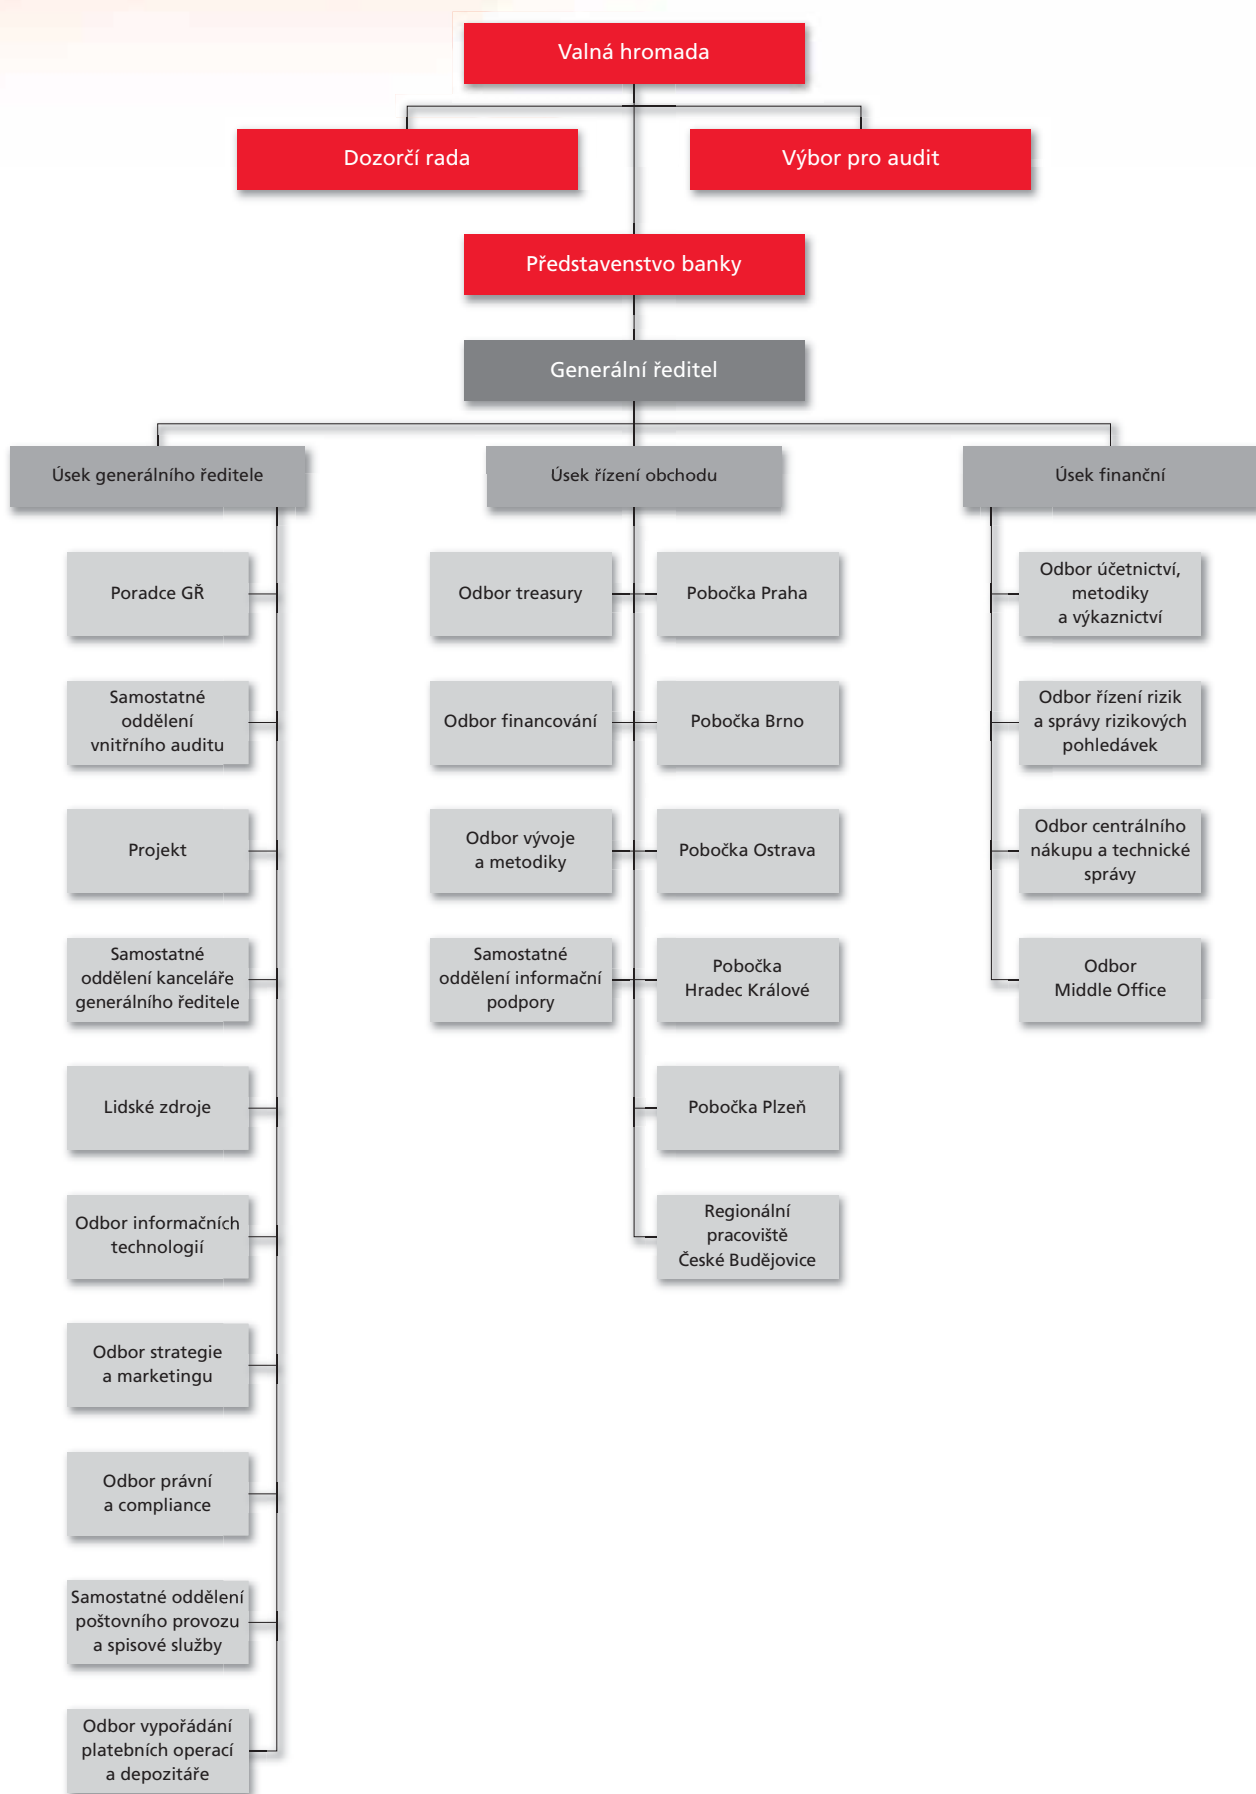 Valná hromada
Dozorčí rada
Výbor pro audit
Představenstvo banky
Generální ředitel
Úsek generálního ředitele
Úsek řízení obchodu
Úsek finanční
Poradce GŘ
Samostatné
oddělení
vnitřního auditu
Projekt
Samostatné
oddělení kanceláře
generálního ředitele
Lidské zdroje
Odbor informačních
technologií
Odbor strategie
a marketingu
Odbor právní
a compliance
Samostatné oddělení
poštovního provozu
a spisové služby
Odbor vypořádání
platebních operací
a depozitáře
Odbor treasury
Odbor financování
Odbor vývoje
a metodiky
Samostatné
oddělení informační
podpory
Pobočka Praha
Pobočka Brno
Pobočka Ostrava
Pobočka
Hradec Králové
Pobočka Plzeň
Regionální
pracoviště
České Budějovice
Odbor účetnictví,
metodiky
a výkaznictví
Odbor řízení rizik
a správy rizikových
pohledávek
Odbor centrálního
nákupu a technické
správy
Odbor
Middle Office